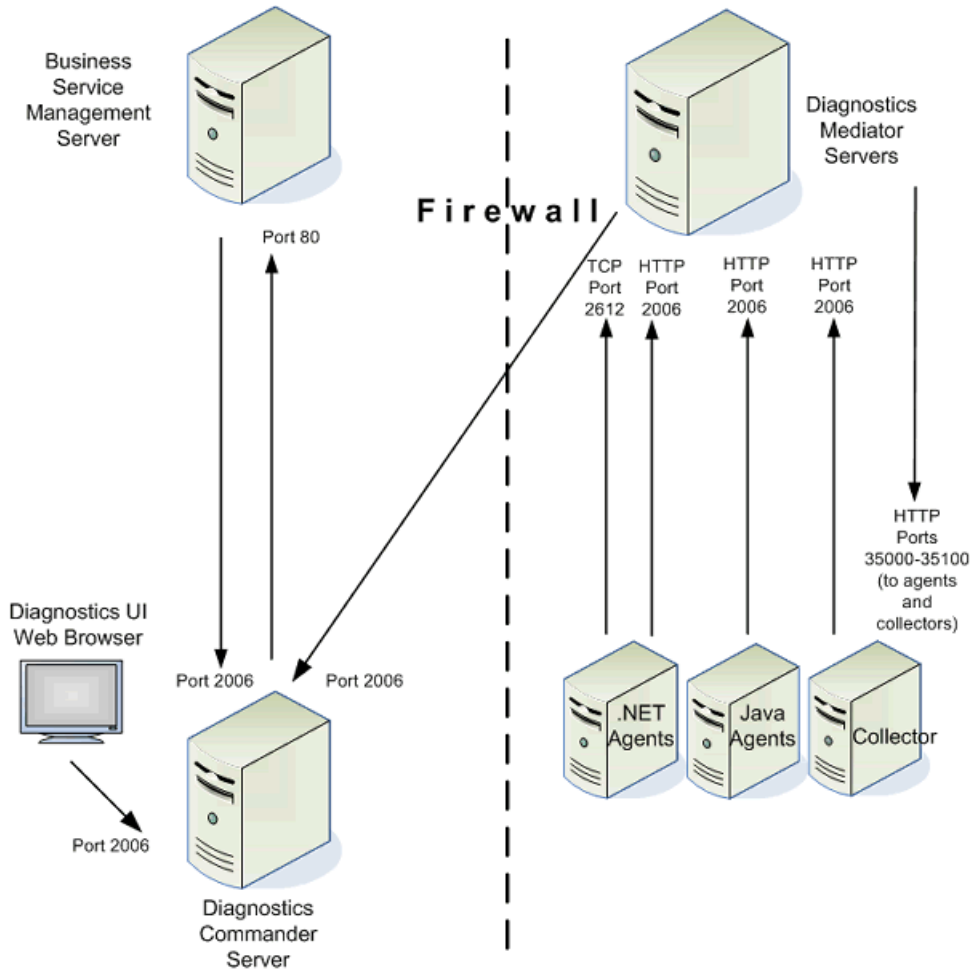 Business
Service
Management
Server
Diagnostics
Mediator
Servers
Firewall
Port 80
TCP
Port
2612
HTTP
Port
2006
HTTP
Port
2006
HTTP
Port
2006
HTTP
Ports
35000-35100
(to agents
and
collectors)
Diagnostics UI
Web Browser
Port 2006
Port 2006
.NET
Agents
Java
Agents
Collector
Port 2006
Diagnostics
Commander
Server